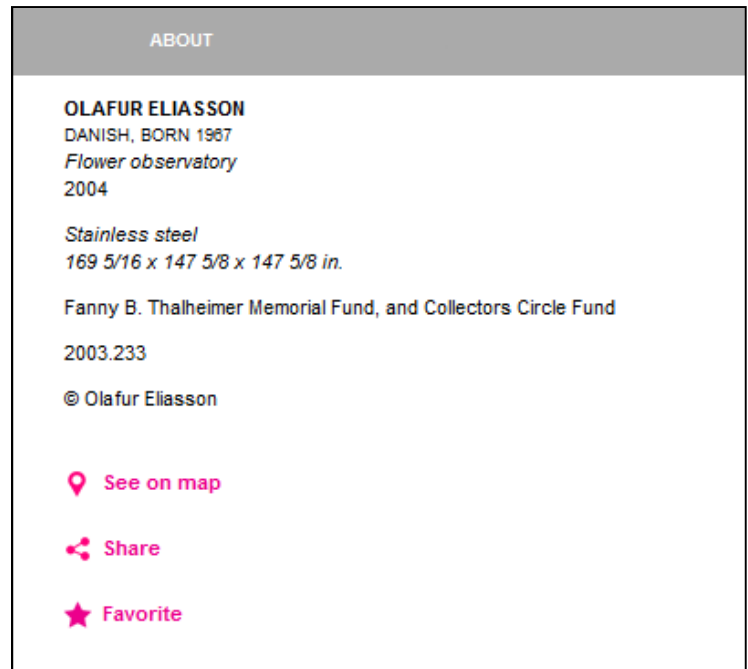 ABOUT
OLAFUR ELIASSON
DANISH, BORN 1967
Flower observatory
2004
Stainless steel
169 5/16 x 147 5/8 x 147 5/8 in.
Fanny B. Thalheimer Memorial Fund, and Collectors Circle Fund
2003.233
© Olafur Eliasson
See on map
Share
Favorite